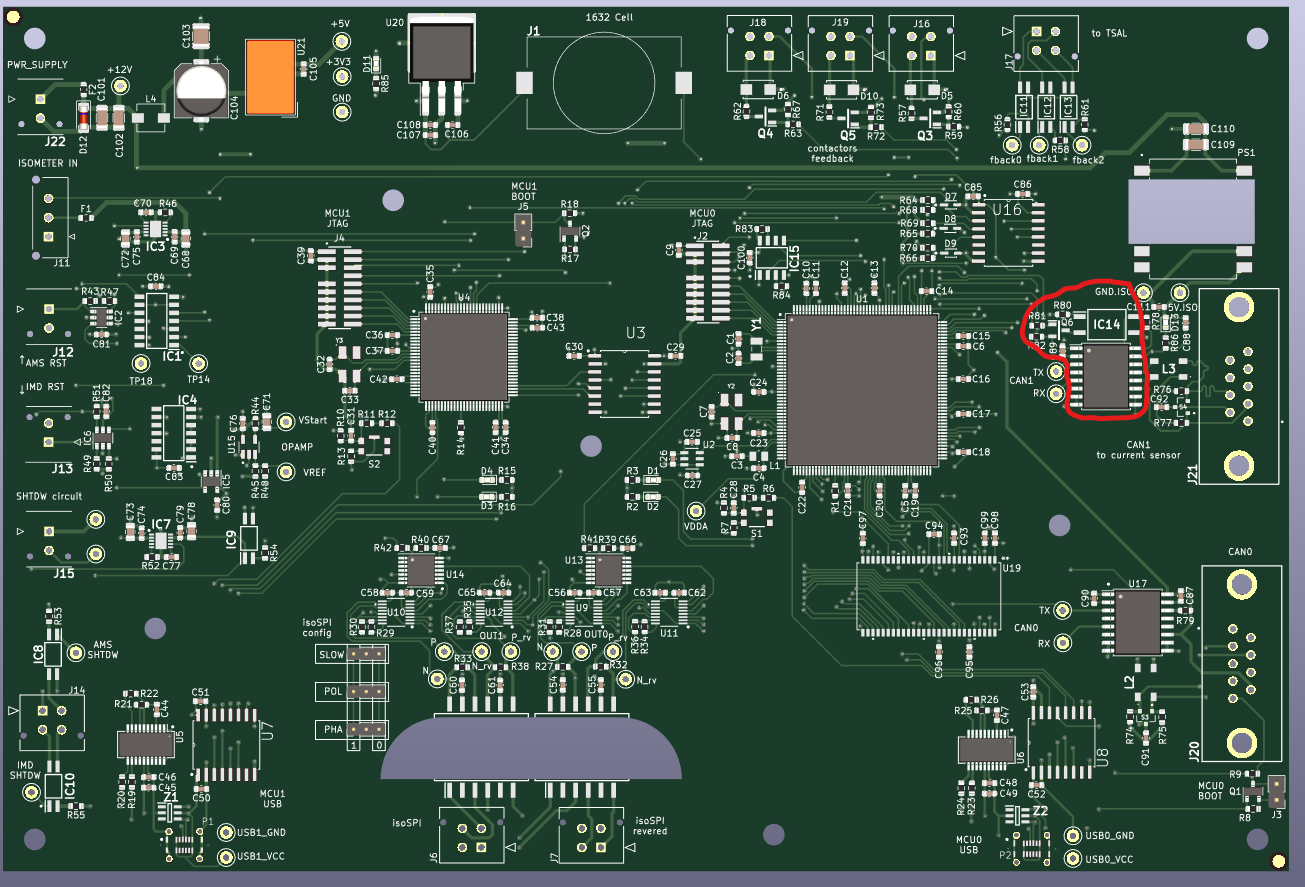 C103
U21
+5V
U20
J1
1632 Cell
J18
J19
J16
J17
to TSAL
PWR_SUPPLY
+12V
F2
C101
L4
C104
C105
+3V3
D11
R85
GND
C108
C107
C106
J22
D12
C102
R62
D6
R67
Q4
R63
R71
D10
R73
Q5
R72
R57
D5
R60
Q3
R59
contactors
feedback
IC11
IC12
IC13
R56
R61
R58
fback0
fback1
fback2
C110
C109
PS1
ISOMETER IN
F1
J11
C70
R46
IC3
C72
C75
C69
C68
MCU1
JTAG
J4
C39
MCU1
BOOT
J5
R18
Q2
R17
MCU0
JTAG
J2
C9
R83
C100
IC15
R84
R64
R68
R69
R65
R70
R66
D7
D8
D9
C85
C86
U16
C84
R43
R47
IC2
C81
IC1
J12
AMS RST
TP18
TP14
C35
U4
C36
C37
C42
C38
C43
Y3
C32
C33
U3
C30
C29
Y1
C1
C2
C10
C11
C12
C13
C14
U1
C15
C6
C16
C17
C18
GND.ISO
5V.ISO
R80
R81
R82
Q6
C89
IC14
R78
D13
R86
C88
L3
R76
C92
S4
R77
TX
CAN1
RX
CAN1
to current sensor
J21
IMD RST
R51
C82
IC6
R49
R50
J13
IC4
C83
C76
R44
C71
U15
R45
R48
VStart
OPAMP
VREF
IC5
C80
R10
C31
R11
R12
R13
S2
C40
R14
C41
C34
Y2
C24
C7
C8
C23
C3
C4
L1
C25
U2
C26
C27
D4
R15
D3
R16
R3
D1
R2
D2
VDDA
R4
C28
R5
R6
R7
S1
C22
R1
C21
C20
C5
C19
SHTDW circuit
C73
C74
IC7
C79
C78
R52
C77
IC9
R54
J15
R42
R40
C67
U14
R41
R39
C66
U13
C97
C94
C93
C99
C98
U19
C96
C95
C58
C59
U10
R30
R29
C65
C64
U12
R37
R35
C56
C57
U9
R31
R28
C63
C62
U11
R36
R34
isoSPI
config
OUT1
P
P_rv
N
N_rv
OUT0
P_rv
N
P
N_rv
R33
R38
R27
R32
C60
C61
C54
C55
SLOW
POL
PHA
1
0
CAN0
TX
CAN0
RX
C90
U17
C87
R79
L2
R74
S3
R75
C91
J20
R53
IC8
AMS
SHTDW
J14
IMD
SHTDW
IC10
R55
R22
R21
C44
C51
U5
U7
C46
C45
R20
R19
C50
Z1
MCU1
USB
P1
USB1_GND
USB1_VCC
isoSPI
J6
J7
isoSPI
revered
R26
R25
C47
C53
U6
U8
C48
C49
R24
R23
C52
Z2
MCU0
USB
P2
USB0_GND
USB0_VCC
MCU0
BOOT
R9
Q1
R8
J3